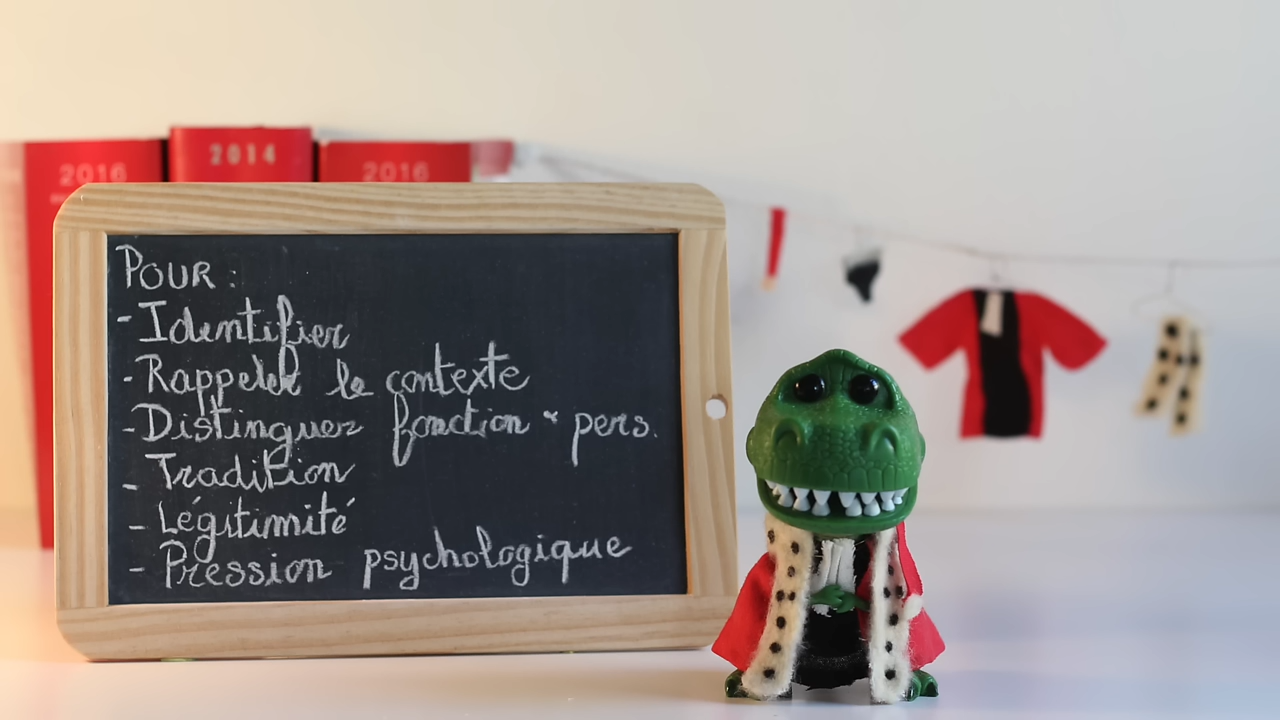 2016
2014
2016
POUR :
- Identifier
- Rappeler le contexte
- Distinguer fonction * pers.
- Tradition
- Légitimité
- Pression psychologique